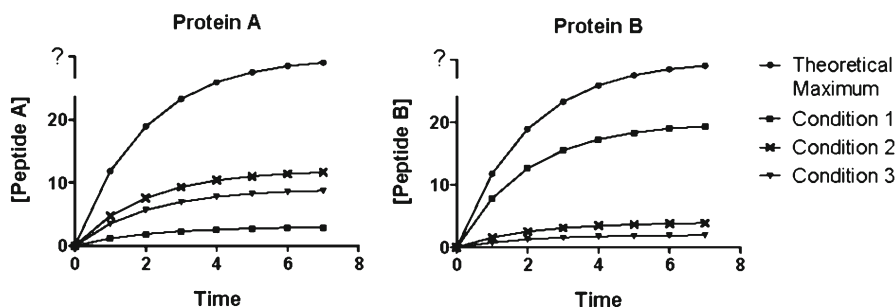 Protein A
?
20
10
0
[Peptide A]
0
2
4
6
8
Time
Protein B
?
20
10
0
[Peptide B]
0
2
4
6
8
Time
Theoretical
Maximum
Condition 1
Condition 2
Condition 3